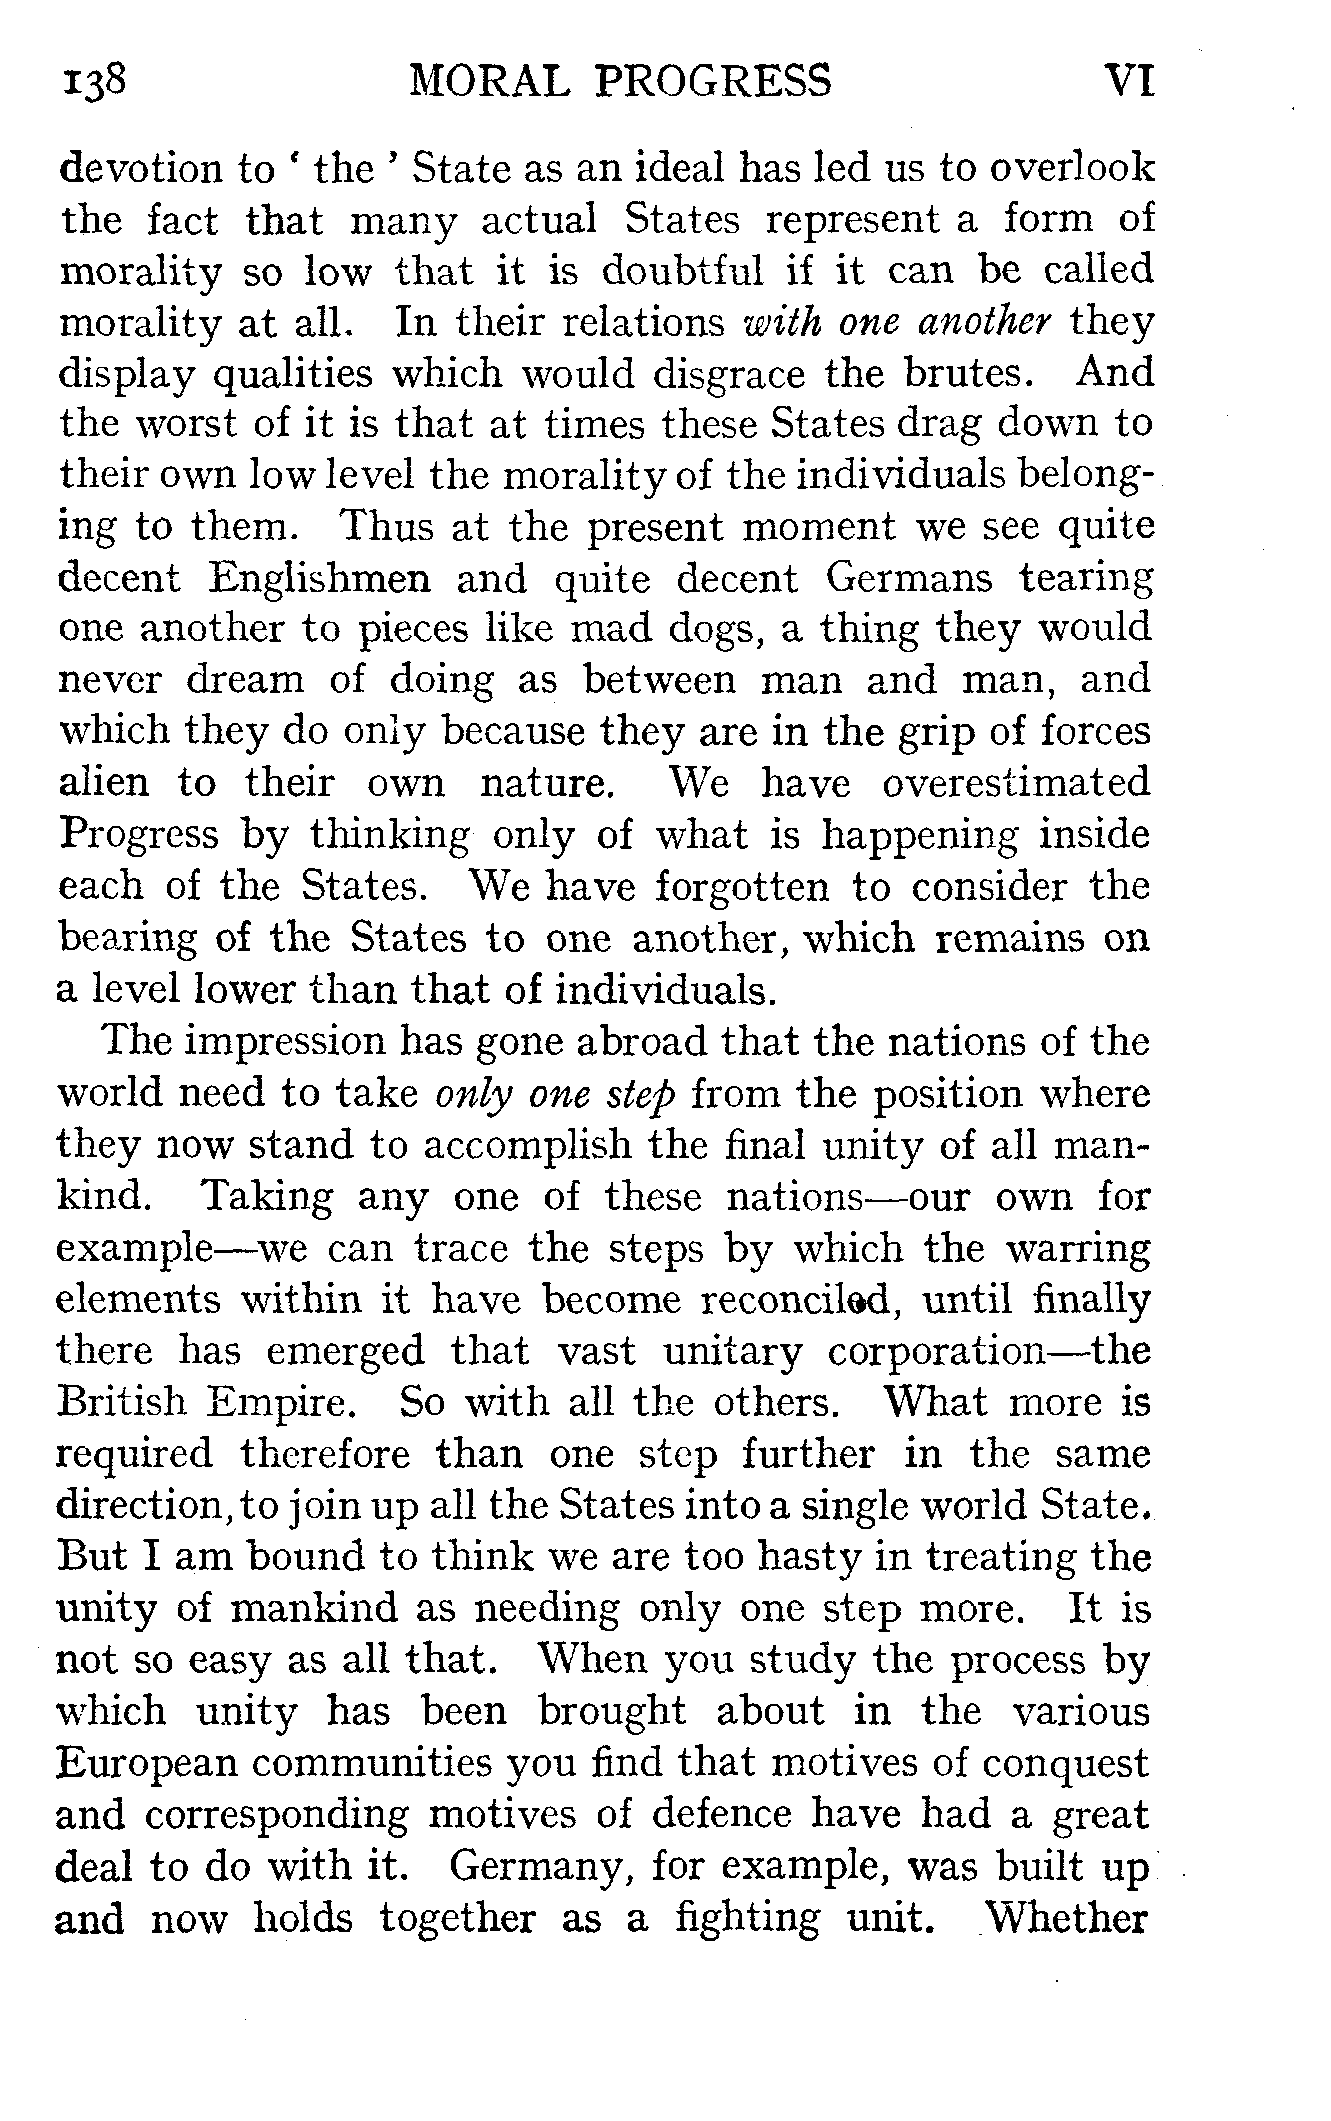 138 MORAL PROGRESS VI
devotion to ‘ the ’ State as an ideal has led us to overlook
the fact that many actual States represent a form of
morality so low that it is doubtful if it can be called
morality at all. In their relations with one another they
display qualities which would disgrace the brutes. And
the worst of it is that at times these States drag down to
their own low level the morality of the individuals belong-
ing to them. Thus at the present moment we see quite
decent Englishmen and quite decent Germans tearing
one another to pieces like mad dogs, a thing they would
never dream of doing as between man and man, and
which they do only because they are in the grip of forces
alien to their own nature. We have overestimated
Progress by thinking only of what is happening inside
each of the States. We have forgotten to consider the
bearing of the States to one another, which remains on
a level lower than that of individuals.
The impression has gone abroad that the nations of the
world need to take only one step from the position where
they now stand to accomplish the final unity of all man-
kind. Taking any one of these nations—our own for
example—we can trace the steps by which the warring
elements within it have become reconciled, until finally
there has emerged that vast unitary corporation—the
British Empire. So with all the others. What more is
required therefore than one step further in the same
direction, to join up all the States into a single world State.
But I am bound to think we are too hasty in treating the
unity of mankind as needing only one step more. It is
not so easy as all that. When you study the process by
which unity has been brought about in the various
European communities you find that motives of conquest
and corresponding motives of defence have had a great
deal to do with it. Germany, for example, was built up
and now holds together as a fighting unit. Whether